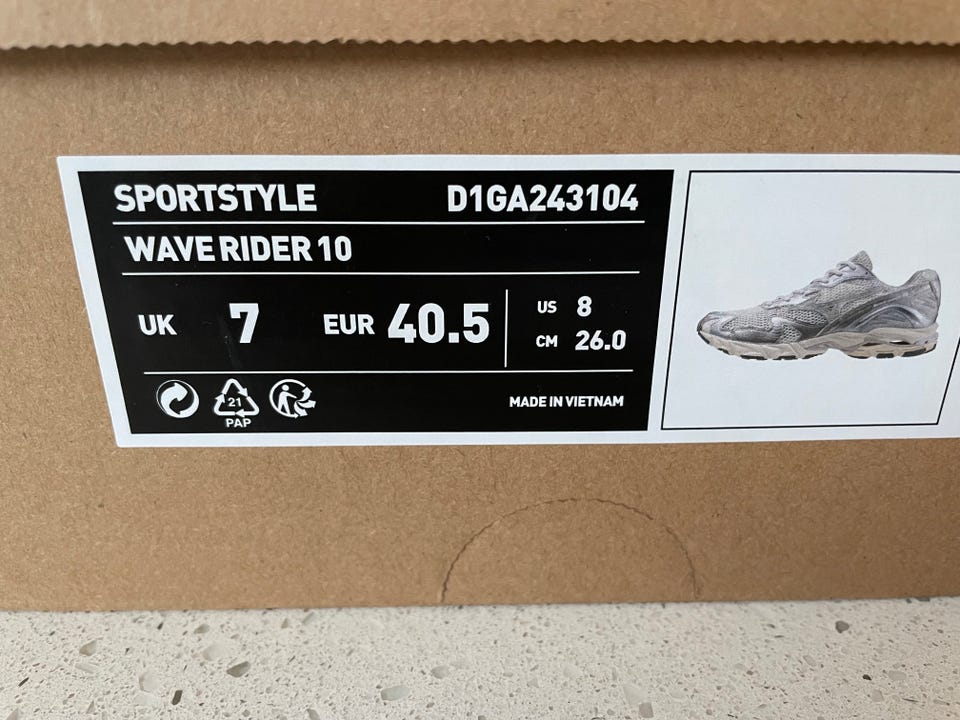 SPORTSTYLE D1GA243104
WAVE RIDER 10
UK 7 EUR 40.5
US 8
CM 26.0
21
PAP
MADE IN VIETNAM